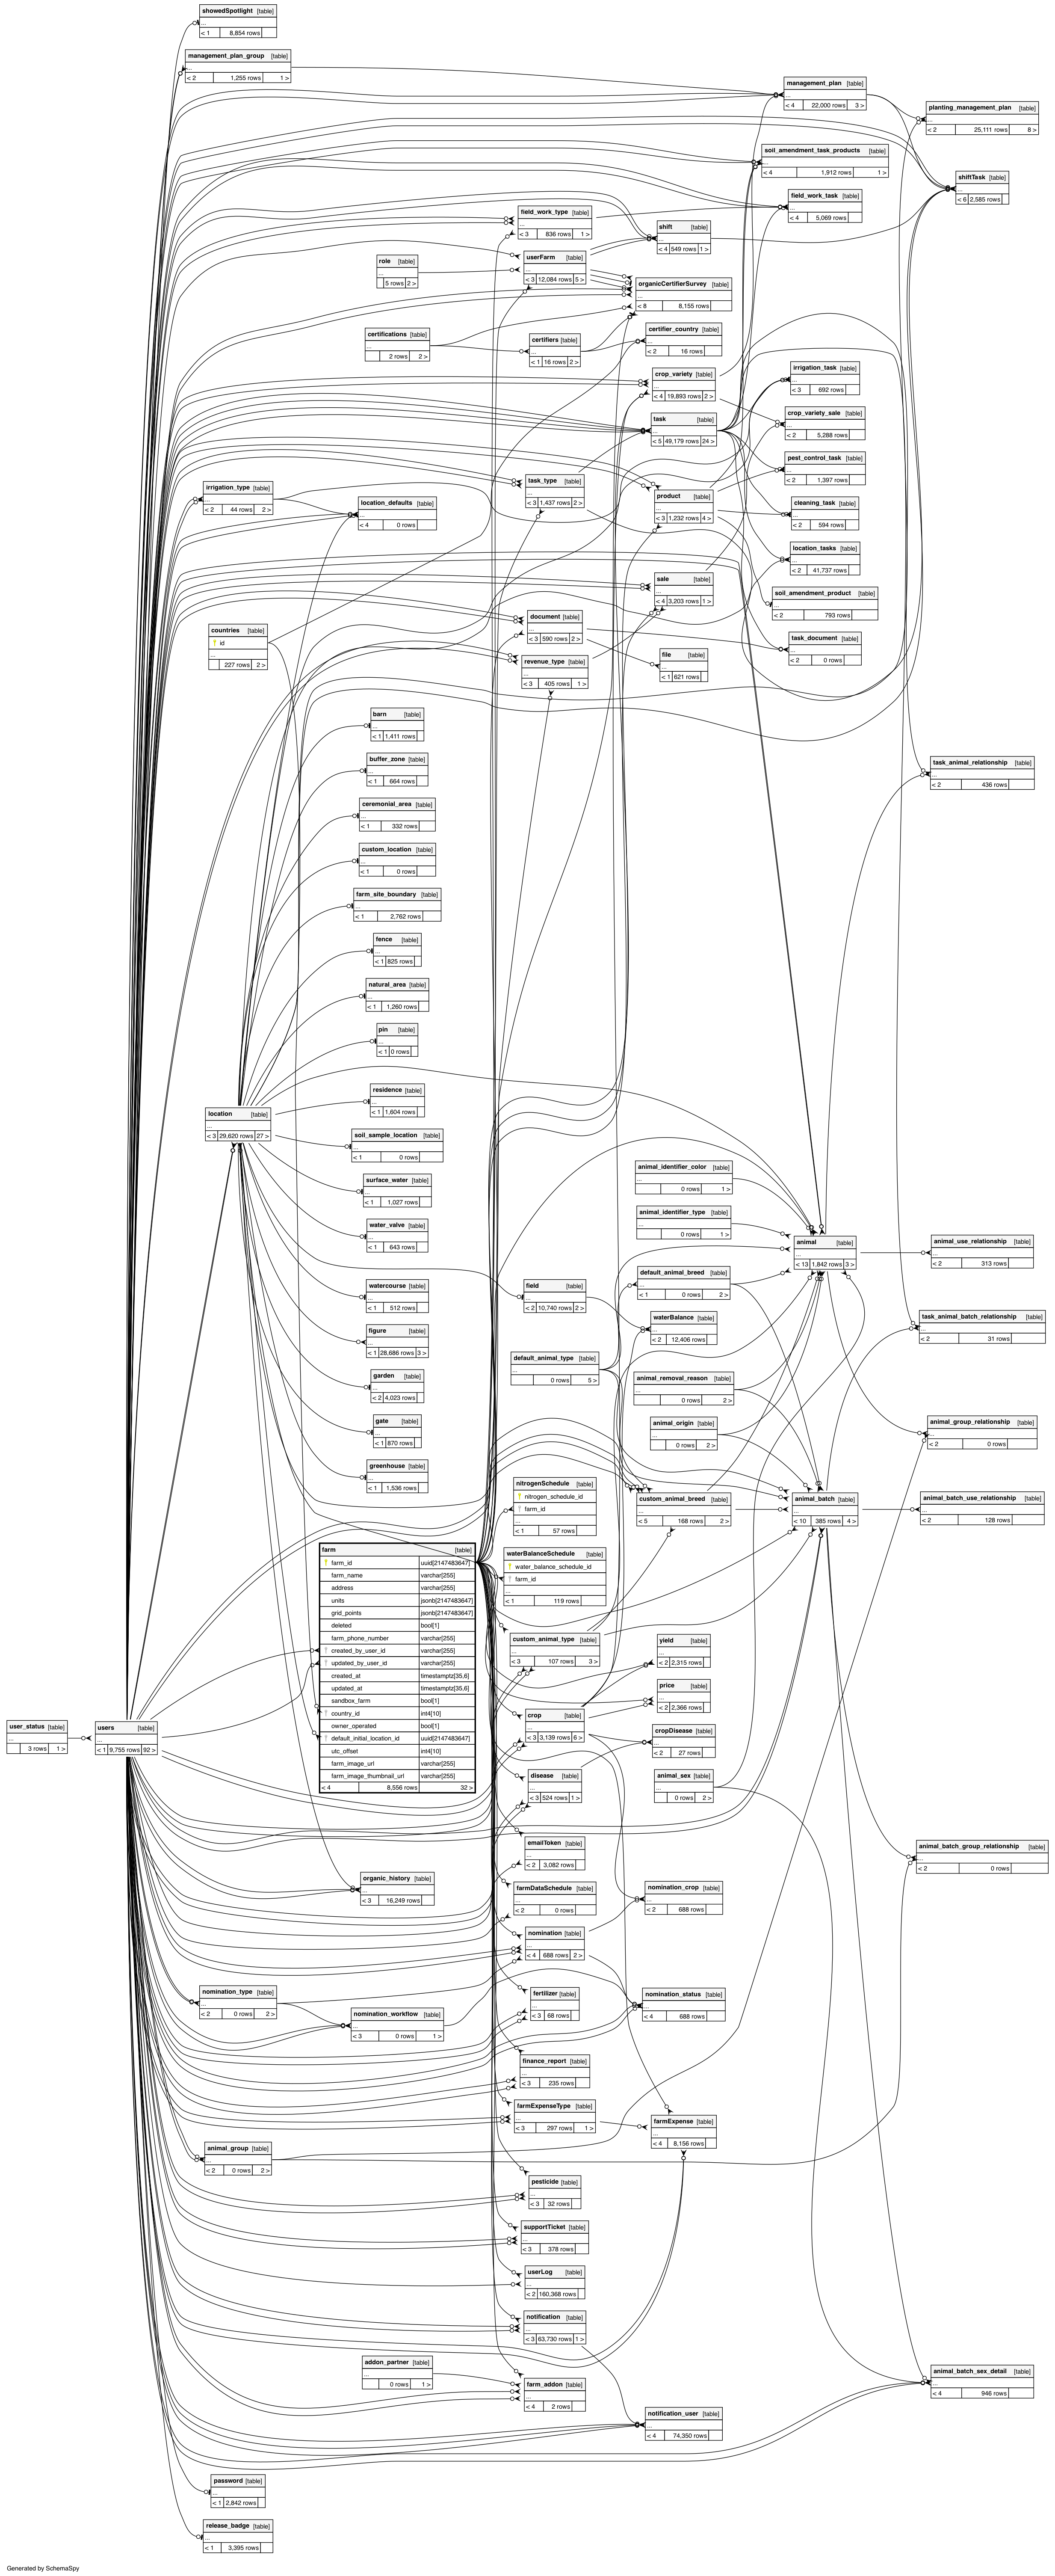 showedSpotlight [table]
...
< 1 8,854 rows
management_plan_group [table]
...
< 2 1,255 rows 1 >
management_plan [table]
...
< 4 22,000 rows 3 >
planting_management_plan [table]
...
< 2 25,111 rows 8 >
soil_amendment_task_products [table]
...
< 4 1,912 rows 1 >
shiftTask [table]
...
< 6 2,585 rows
field_work_task [table]
...
< 4 5,069 rows
field_work_type [table]
...
< 3 836 rows 1 >
shift [table]
...
< 4 549 rows 1 >
role [table]
...
5 rows 2 >
userFarm [table]
...
< 3 12,084 rows 5 >
organicCertifierSurvey [table]
...
< 8 8,155 rows
certifications [table]
...
2 rows 2 >
certifiers [table]
...
< 1 16 rows 2 >
certifier_country [table]
...
< 2 16 rows
crop_variety [table]
...
< 4 19,893 rows 2 >
irrigation_task [table]
...
< 3 692 rows
task [table]
...
< 5 49,179 rows 24 >
crop_variety_sale [table]
...
< 2 5,288 rows
pest_control_task [table]
...
< 2 1,397 rows
irrigation_type [table]
...
< 2 44 rows 2 >
location_defaults [table]
...
< 4 0 rows
task_type [table]
...
< 3 1,437 rows 2 >
product [table]
...
< 3 1,232 rows 4 >
cleaning_task [table]
...
< 2 594 rows
location_tasks [table]
...
< 2 41,737 rows
sale [table]
...
< 4 3,203 rows 1 >
soil_amendment_product [table]
...
< 2 793 rows
countries [table]
id
...
227 rows 2 >
document [table]
...
< 3 590 rows 2 >
task_document [table]
...
< 2 0 rows
revenue_type [table]
...
< 3 405 rows 1 >
file [table]
...
< 1 621 rows
barn [table]
...
< 1 1,411 rows
buffer_zone [table]
...
< 1 664 rows
task_animal_relationship [table]
...
< 2 436 rows
ceremonial_area [table]
...
< 1 332 rows
custom_location [table]
...
< 1 0 rows
farm_site_boundary [table]
...
< 1 2,762 rows
fence [table]
...
< 1 825 rows
natural_area [table]
...
< 1 1,260 rows
pin [table]
...
< 1 0 rows
residence [table]
...
< 1 1,604 rows
location [table]
...
< 3 29,620 rows 27 >
soil_sample_location [table]
...
< 1 0 rows
surface_water [table]
...
< 1 1,027 rows
animal_identifier_color [table]
...
0 rows 1 >
animal_identifier_type [table]
...
0 rows 1 >
water_valve [table]
...
< 1 643 rows
animal [table]
...
< 13 1,842 rows 3 >
animal_use_relationship [table]
...
< 2 313 rows
watercourse [table]
...
< 1 512 rows
field [table]
...
< 2 10,740 rows 2 >
default_animal_breed [table]
...
< 1 0 rows 2 >
waterBalance [table]
...
< 2 12,406 rows
task_animal_batch_relationship [table]
...
< 2 31 rows
figure [table]
...
< 1 28,686 rows 3 >
default_animal_type [table]
...
0 rows 5 >
garden [table]
...
< 2 4,023 rows
animal_removal_reason [table]
...
0 rows 2 >
gate [table]
...
< 1 870 rows
animal_origin [table]
...
0 rows 2 >
animal_group_relationship [table]
...
< 2 0 rows
greenhouse [table]
...
< 1 1,536 rows
nitrogenSchedule [table]
nitrogen_schedule_id
farm_id
...
< 1 57 rows
custom_animal_breed [table]
...
< 5 168 rows 2 >
animal_batch [table]
...
< 10 385 rows 4 >
animal_batch_use_relationship [table]
...
< 2 128 rows
farm [table]
farm_id uuid[2147483647]
farm_name varchar[255]
address varchar[255]
units jsonb[2147483647]
grid_points jsonb[2147483647]
deleted bool[1]
farm_phone_number varchar[255]
created_by_user_id varchar[255]
updated_by_user_id varchar[255]
created_at timestamptz[35,6]
updated_at timestamptz[35,6]
sandbox_farm bool[1]
country_id int4[10]
owner_operated bool[1]
default_initial_location_id uuid[2147483647]
utc_offset int4[10]
farm_image_url varchar[255]
farm_image_thumbnail_url varchar[255]
< 4 8,556 rows 32 >
waterBalanceSchedule [table]
water_balance_schedule_id
farm_id
...
< 1 119 rows
custom_animal_type [table]
...
< 3 107 rows 3 >
yield [table]
...
< 2 2,315 rows
price [table]
...
< 2 2,366 rows
user_status [table]
...
3 rows 1 >
users [table]
...
< 1 9,755 rows 92 >
crop [table]
...
< 3 3,139 rows 6 >
cropDisease [table]
...
< 2 27 rows
disease [table]
...
< 3 524 rows 1 >
animal_sex [table]
...
0 rows 2 >
emailToken [table]
...
< 2 3,082 rows
animal_batch_group_relationship [table]
...
< 2 0 rows
organic_history [table]
...
< 3 16,249 rows
farmDataSchedule [table]
...
< 2 0 rows
nomination_crop [table]
...
< 2 688 rows
nomination [table]
...
< 4 688 rows 2 >
nomination_type [table]
...
< 2 0 rows 2 >
fertilizer [table]
...
< 3 68 rows
nomination_status [table]
...
< 4 688 rows
nomination_workflow [table]
...
< 3 0 rows 1 >
finance_report [table]
...
< 3 235 rows
farmExpenseType [table]
...
< 3 297 rows 1 >
farmExpense [table]
...
< 4 8,156 rows
animal_group [table]
...
< 2 0 rows 2 >
pesticide [table]
...
< 3 32 rows
supportTicket [table]
...
< 3 378 rows
userLog [table]
...
< 2 160,368 rows
notification [table]
...
< 3 63,730 rows 1 >
addon_partner [table]
...
0 rows 1 >
farm_addon [table]
...
< 4 2 rows
animal_batch_sex_detail [table]
...
< 4 946 rows
notification_user [table]
...
< 4 74,350 rows
password [table]
...
< 1 2,842 rows
release_badge [table]
...
< 1 3,395 rows
Generated by SchemaSpy